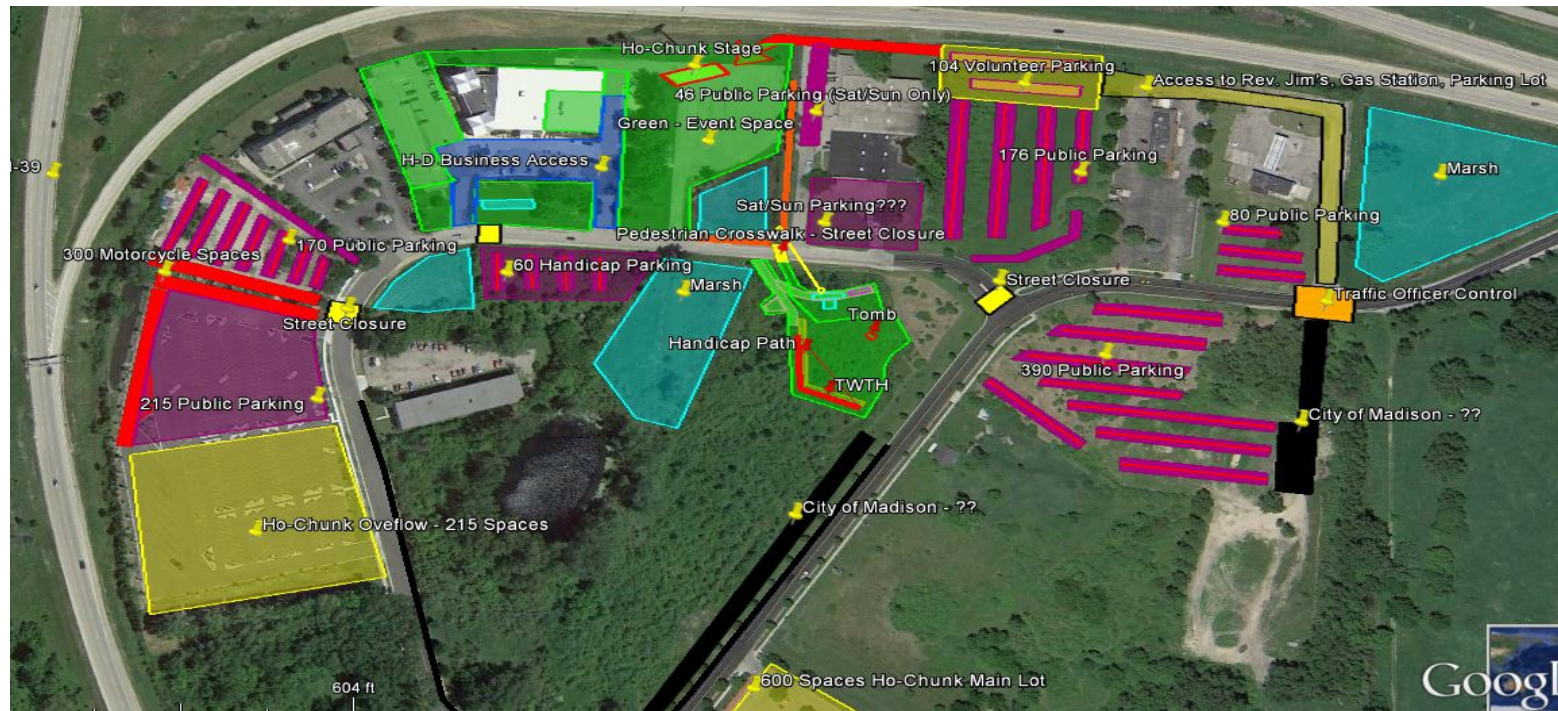 Ho-Chunk Stage
104 Volunteer Parking
Access to Rev. Jim's, Gas Station, Parking Lot
46 Public Parking (Sat/Sun Only)
Green - Event Space
H-D Business Access
176 Public Parking
I-39
Marsh
Sat/Sun Parking???
80 Public Parking
Pedestrian Crosswalk - Street Closure
170 Public Parking
300 Motorcycle Spaces
60 Handicap Parking
Street Closure
Marsh
Traffic Officer Control
Street Closure
Tomb
Handicap Path
TWTH
390 Public Parking
215 Public Parking
City of Madison - ??
City of Madison - ??
Ho-Chunk Oveflow - 215 Spaces
600 Spaces Ho-Chunk Main Lot
604 ft
Googl